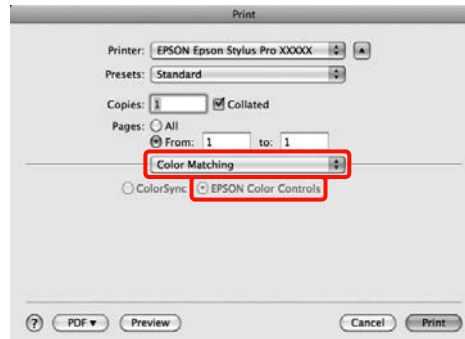 Print
Printer: EPSON Epson Stylus Pro XXXXX
Presets: Standard
Copies: 1 Collated
Pages: All
From: 1 to: 1
Color Matching
ColorSync EPSON Color Controls
? PDF▼ Preview Cancel Print